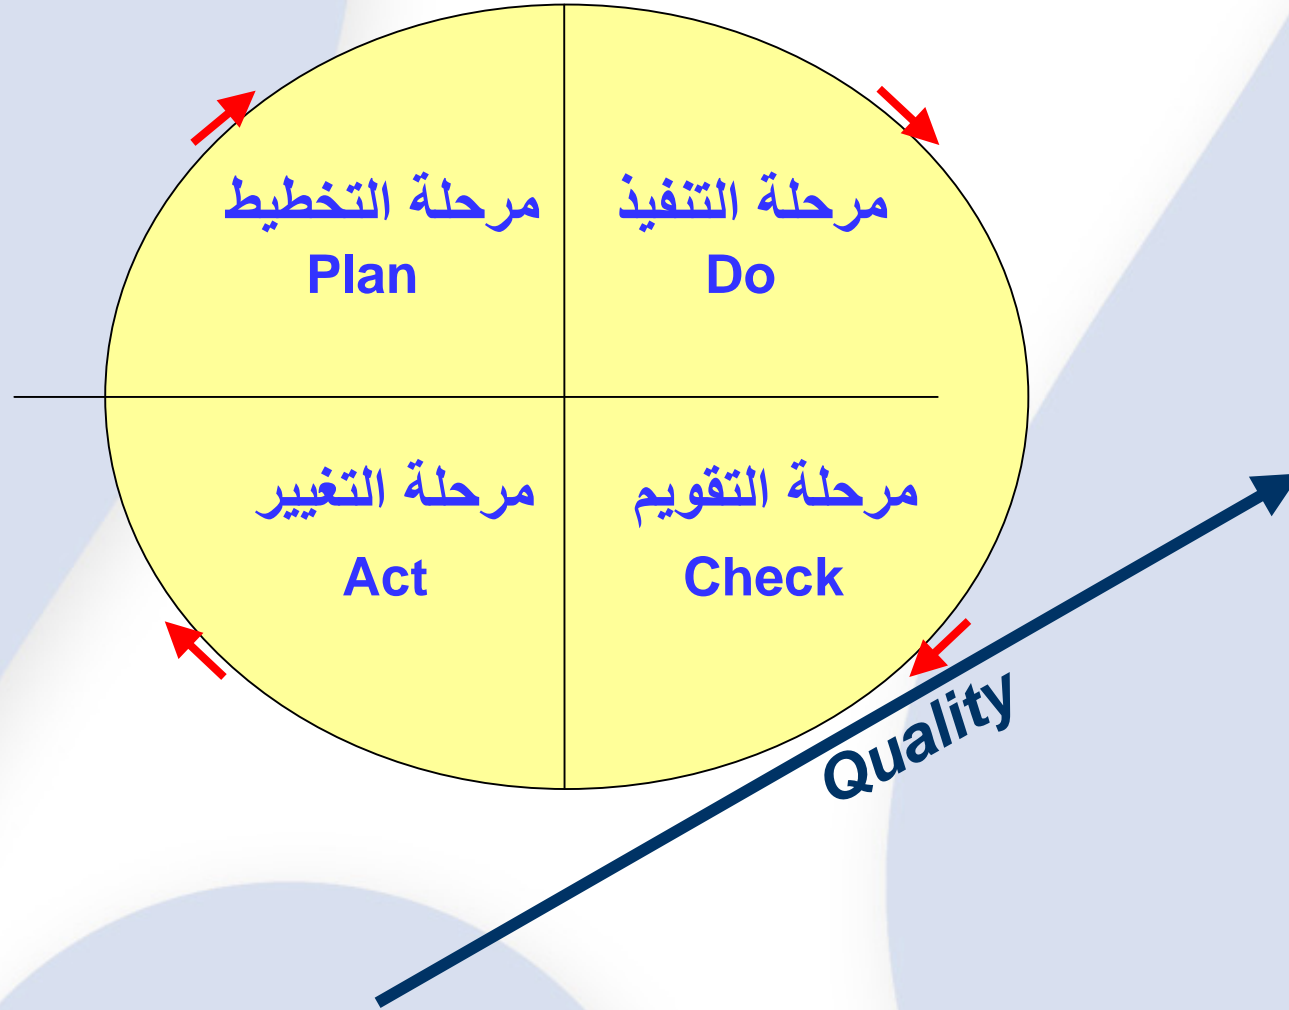 مرحلة التخطيط
Plan
مرحلة التنفيذ
Do
مرحلة التغيير
Act
مرحلة التقويم
Check
Quality